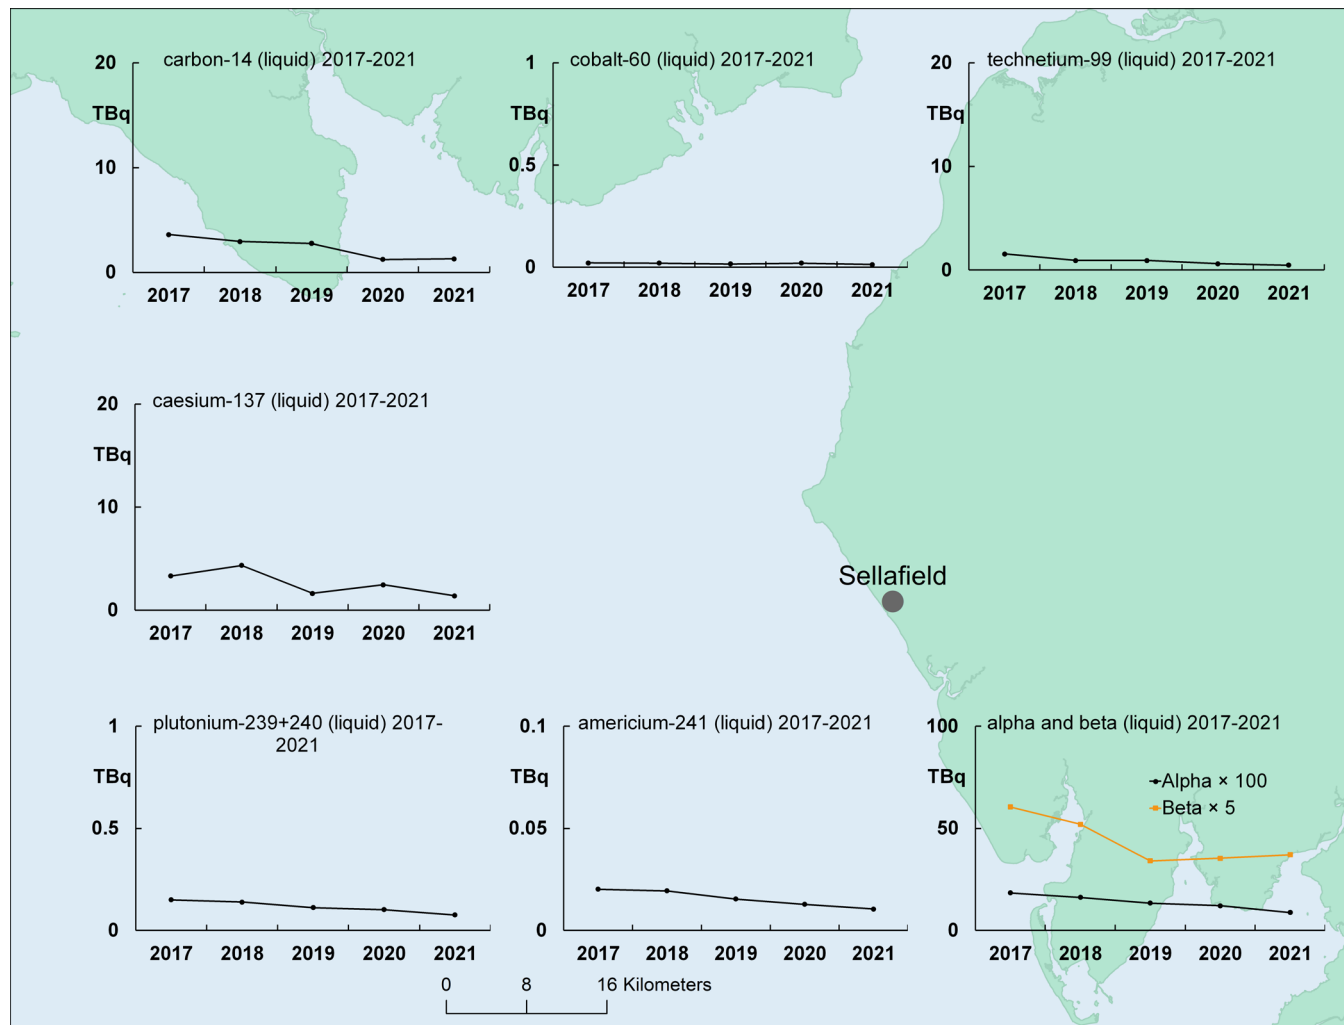 carbon-14 (liquid) 2017-2021
20
TBq
10
0
2017 2018 2019 2020 2021
cobalt-60 (liquid) 2017-2021
1
TBq
0.5
0
2017 2018 2019 2020 2021
technetium-99 (liquid) 2017-2021
20
TBq
10
0
2017 2018 2019 2020 2021
caesium-137 (liquid) 2017-2021
20
TBq
10
0
2017 2018 2019 2020 2021
Sellafield
plutonium-239+240 (liquid) 2017-
2021
1
TBq
0.5
0
2017 2018 2019 2020 2021
americium-241 (liquid) 2017-2021
0.1
TBq
0.05
0
2017 2018 2019 2020 2021
alpha and beta (liquid) 2017-2021
100
TBq
Alpha × 100
Beta × 5
50
0
2017 2018 2019 2020 2021
0 8 16 Kilometers